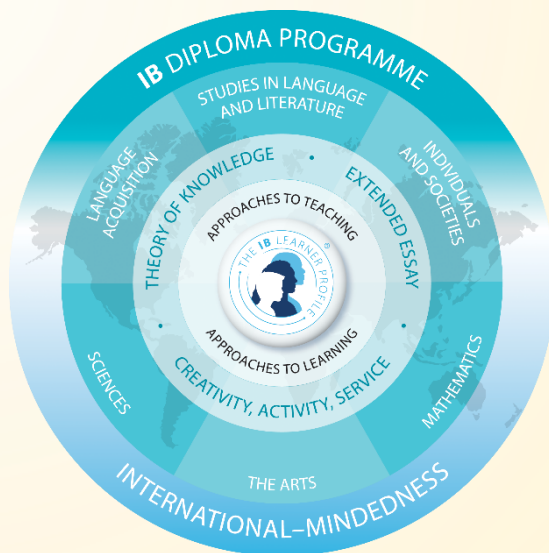 IB DIPLOMA PROGRAMME
STUDIES IN LANGUAGE
AND LITERATURE
LANGUAGE
ACQUISITION
INDIVIDUALS
AND SOCIETIES
THEORY OF KNOWLEDGE
•
EXTENDED ESSAY
•
APPROACHES TO TEACHING
THE IB LEARNER PROFILE
®
APPROACHES TO LEARNING
CREATIVITY, ACTIVITY, SERVICE
•
SCIENCES
MATHEMATICS
THE ARTS
INTERNATIONAL–MINDEDNESS